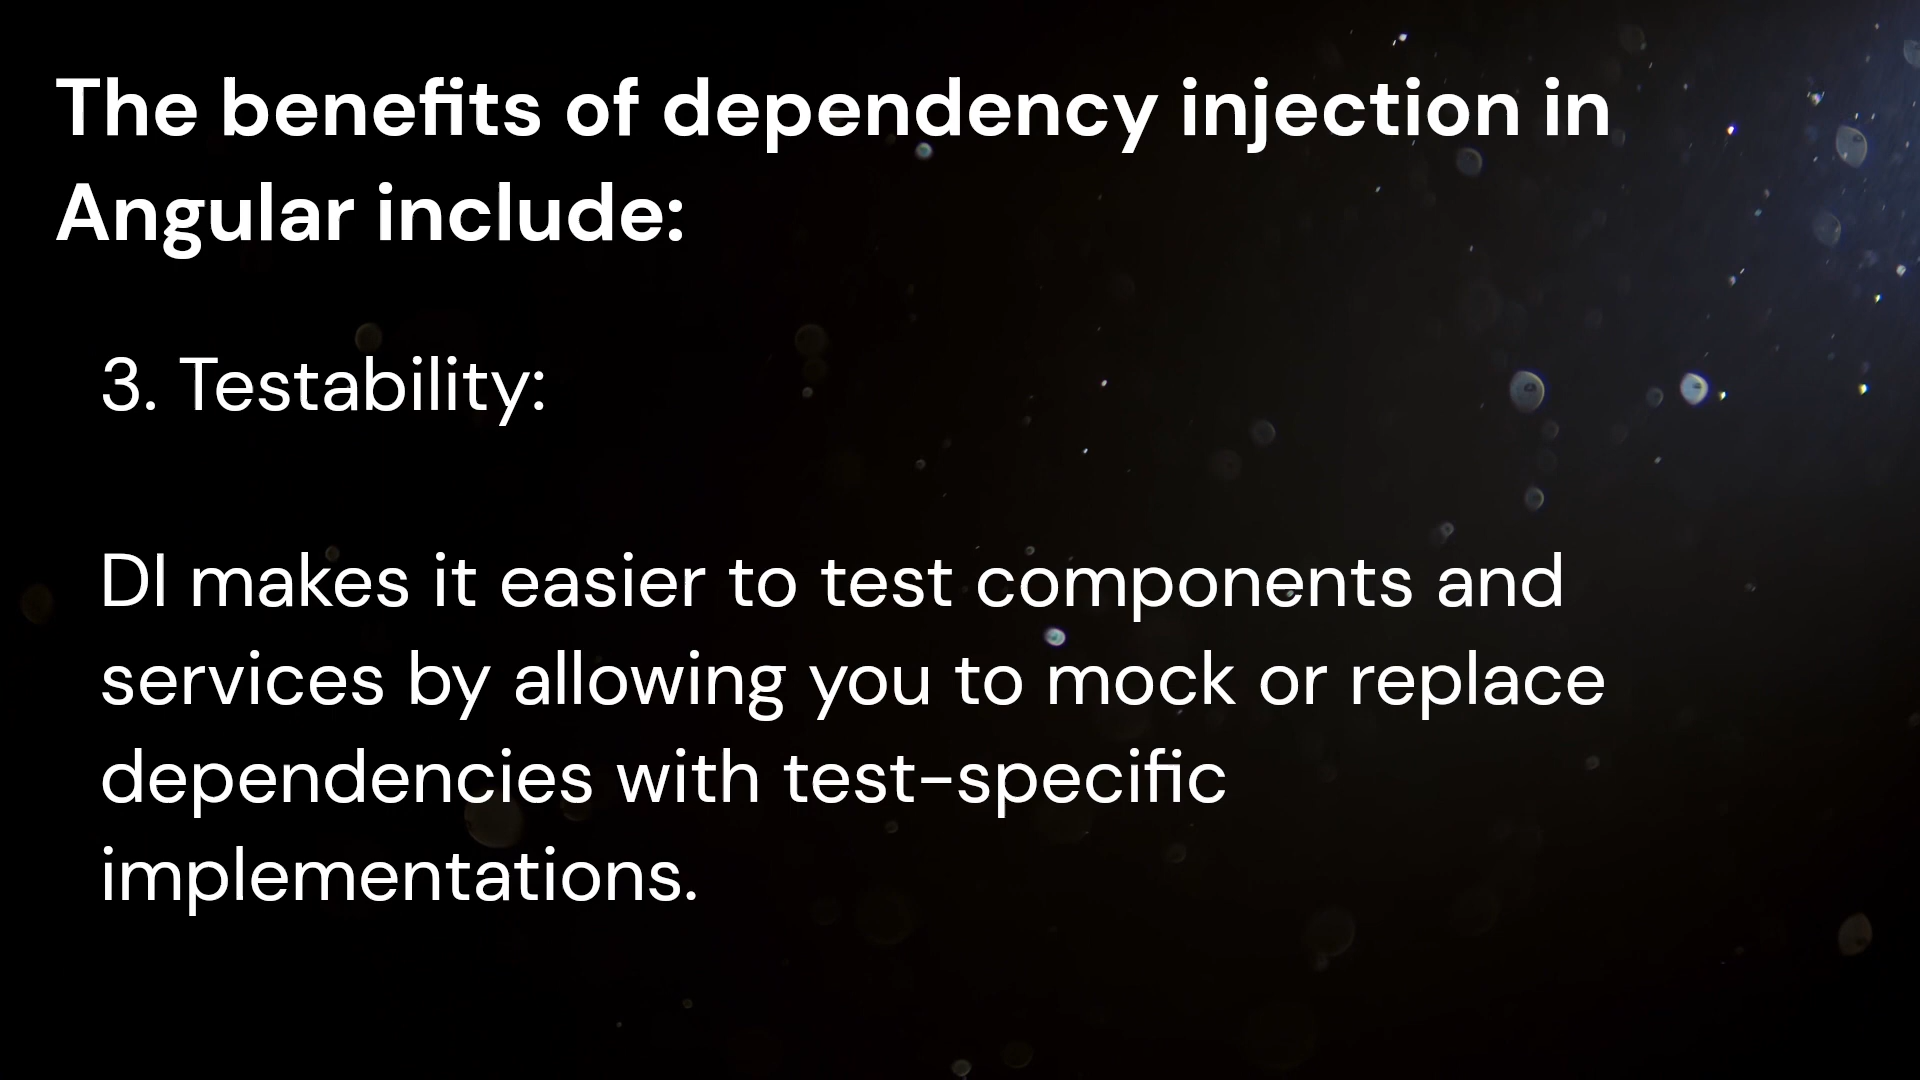 The benefits of dependency injection in
Angular include:
3. Testability:
DI makes it easier to test components and
services by allowing you to mock or replace
dependencies with test-specific
implementations.